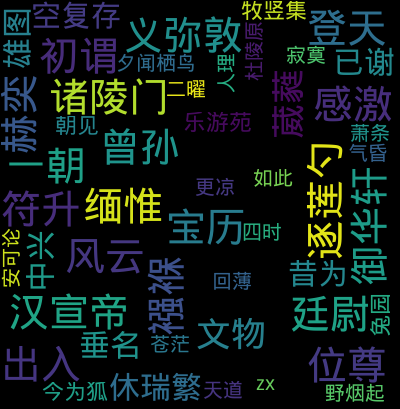 空复存
牧竖集
雄图
义弥敦
登天
初谓
夕闻栖鸟
杜陵原
寂寞
已谢
人理
诸陵门
二曜
葳蕤
感激
赫奕
朝见
乐游苑
萧条
曾孙
气昏
一朝
如此
逐莲勺
御华轩
更凉
符升
缅惟
宝历
四时
安可论
中兴
风云
襁褓
回薄
昔为
汉宣帝
文物
廷尉
兔园
垂名
苍茫
出入
位尊
今为狐
休瑞繁
天道
zx
野烟起